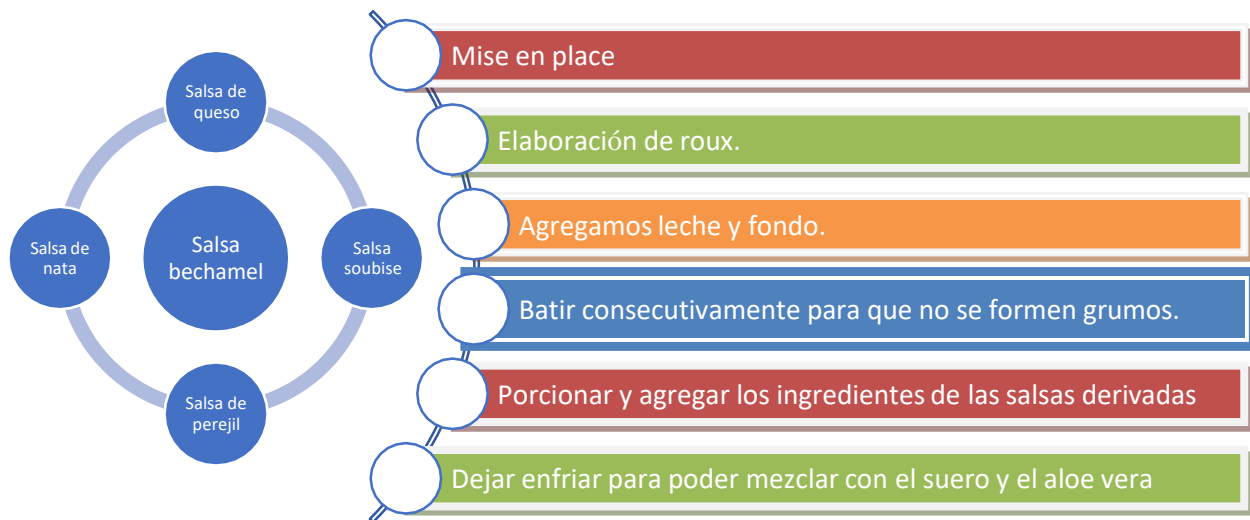 Salsa de
queso
Salsa de
nata
Salsa
bechamel
Salsa
soubise
Salsa de
perejil
Mise en place
Elaboración de roux.
Agregamos leche y fondo.
Batir consecutivamente para que no se formen grumos.
Porcionar y agregar los ingredientes de las salsas derivadas
Dejar enfriar para poder mezclar con el suero y el aloe vera